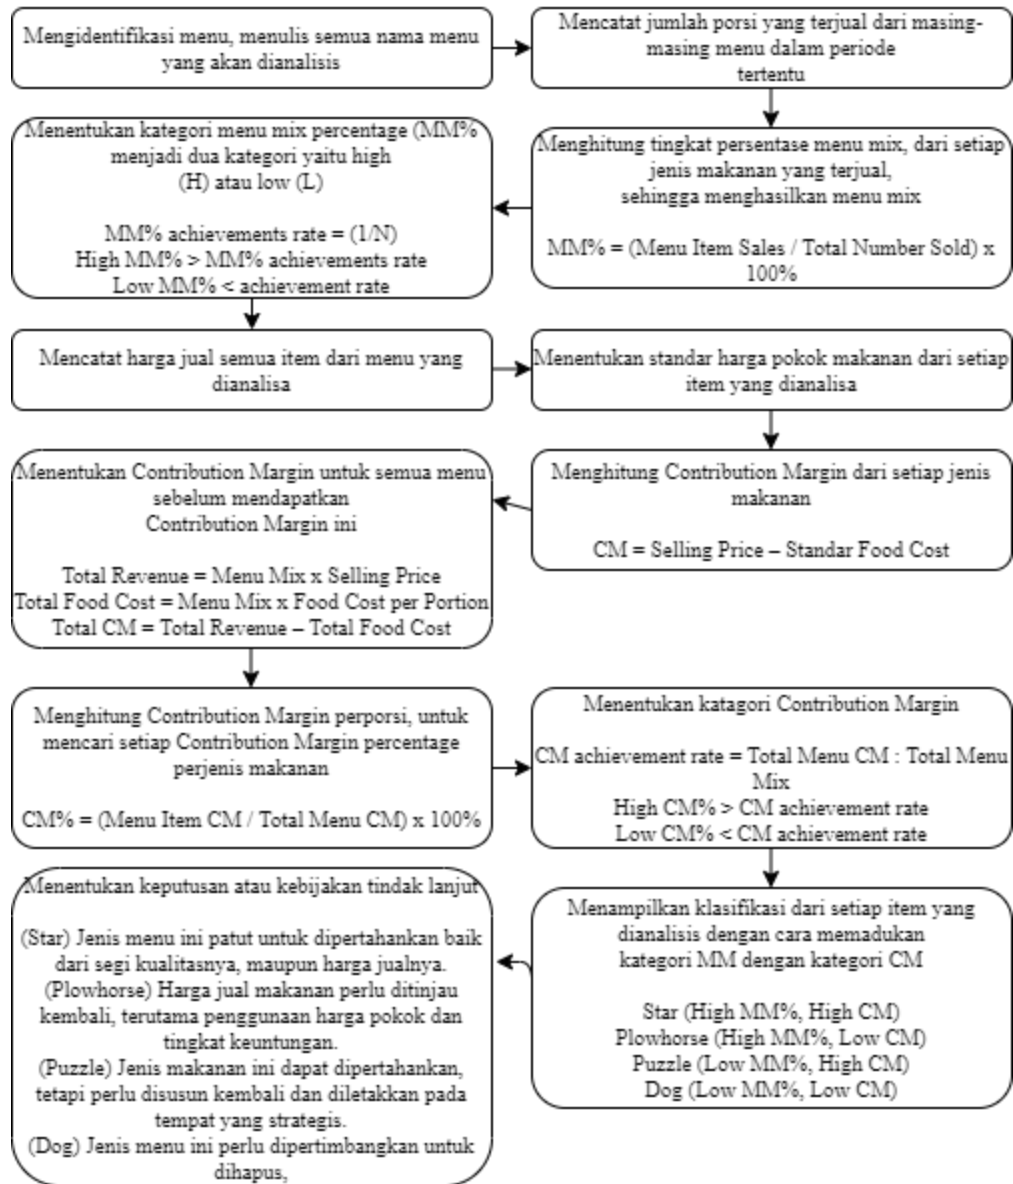 Mengidentifikasi menu, menulis semua nama menu
yang akan dianalisis
Mencatat jumlah porsi yang terjual dari masing-
masing menu dalam periode
tertentu
Menghitung tingkat persentase menu mix, dari setiap
jenis makanan yang terjual,
sehingga menghasilkan menu mix
MM% = (Menu Item Sales / Total Number Sold) x
100%
Menentukan kategori menu mix percentage (MM%
menjadi dua kategori yaitu high
(H) atau low (L)
MM% achievements rate = (1/N)
High MM% > MM% achievements rate
Low MM% < achievement rate
Mencatat harga jual semua item dari menu yang
dianalisa
Menentukan standar harga pokok makanan dari setiap
item yang dianalisa
Menghitung Contribution Margin dari setiap jenis
makanan
CM = Selling Price – Standar Food Cost
Menentukan Contribution Margin untuk semua menu
sebelum mendapatkan
Contribution Margin ini
Total Revenue = Menu Mix x Selling Price
Total Food Cost = Menu Mix x Food Cost per Portion
Total CM = Total Revenue – Total Food Cost
Menghitung Contribution Margin perporsi, untuk
mencari setiap Contribution Margin percentage
perjenis makanan
CM% = (Menu Item CM / Total Menu CM) x 100%
Menentukan katagori Contribution Margin
CM achievement rate = Total Menu CM : Total Menu
Mix
High CM% > CM achievement rate
Low CM% < CM achievement rate
Menampilkan klasifikasi dari setiap item yang
dianalisis dengan cara memadukan
kategori MM dengan kategori CM
Star (High MM%, High CM)
Plowhorse (High MM%, Low CM)
Puzzle (Low MM%, High CM)
Dog (Low MM%, Low CM)
Menentukan keputusan atau kebijakan tindak lanjut
(Star) Jenis menu ini patut untuk dipertahankan baik
dari segi kualitasnya, maupun harga jualnya.
(Plowhorse) Harga jual makanan perlu ditinjau
kembali, terutama penggunaan harga pokok dan
tingkat keuntungan.
(Puzzle) Jenis makanan ini dapat dipertahankan,
tetapi perlu disusun kembali dan diletakkan pada
tempat yang strategis.
(Dog) Jenis menu ini perlu dipertimbangkan untuk
dihapus,